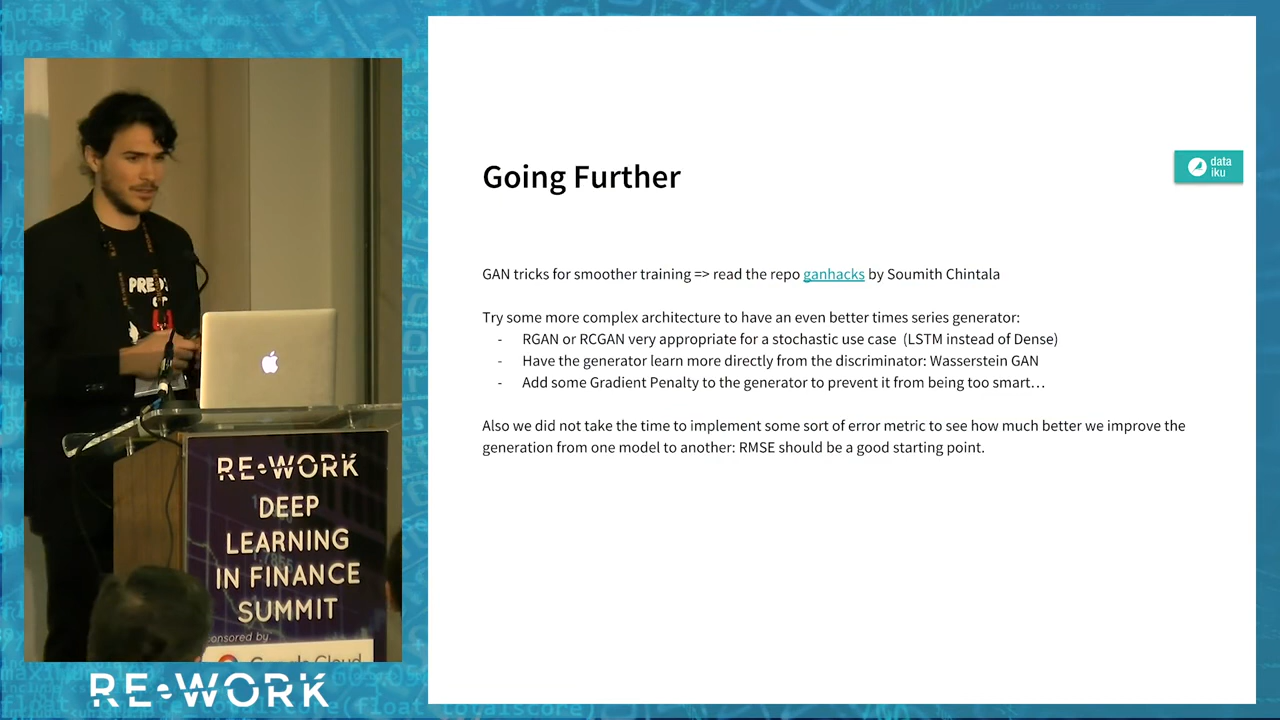 Going Further
data
iku
GAN tricks for smoother training => read the repo ganhacks by Soumith Chintala
Try some more complex architecture to have an even better times series generator:
- RGAN or RCGAN very appropriate for a stochastic use case (LSTM instead of Dense)
- Have the generator learn more directly from the discriminator: Wasserstein GAN
- Add some Gradient Penalty to the generator to prevent it from being too smart…
Also we did not take the time to implement some sort of error metric to see how much better we improve the
generation from one model to another: RMSE should be a good starting point.
RE•WORK
DEEP
LEARNING
IN FINANCE
SUMMIT
onsored by
Google Cloud
RE•WORK